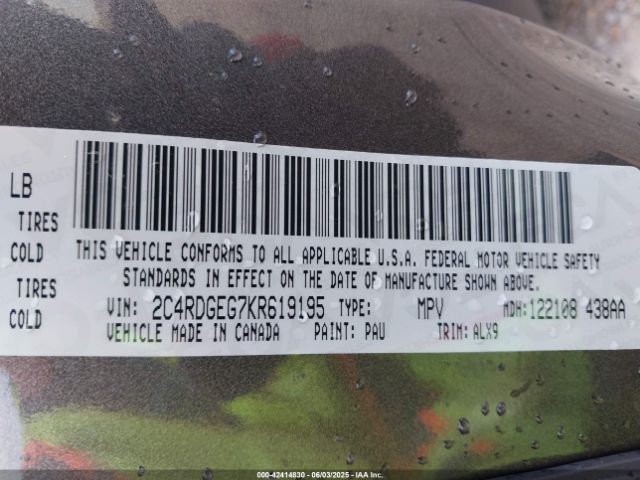 LB
TIRES
COLD
TIRES
COLD
THIS VEHICLE CONFORMS TO ALL APPLICABLE U.S.A. FEDERAL MOTOR VEHICLE SAFETY
STANDARDS IN EFFECT ON THE DATE OF MANUFACTURE SHOWN ABOVE.
VIN: 2C4RDGEG7KR619195 TYPE: MPV MDH:122108 438AA
VEHICLE MADE IN CANADA PAINT: PAU TRIM: ALX9
000-42414830 - 06/03/2025 - IAA Inc.